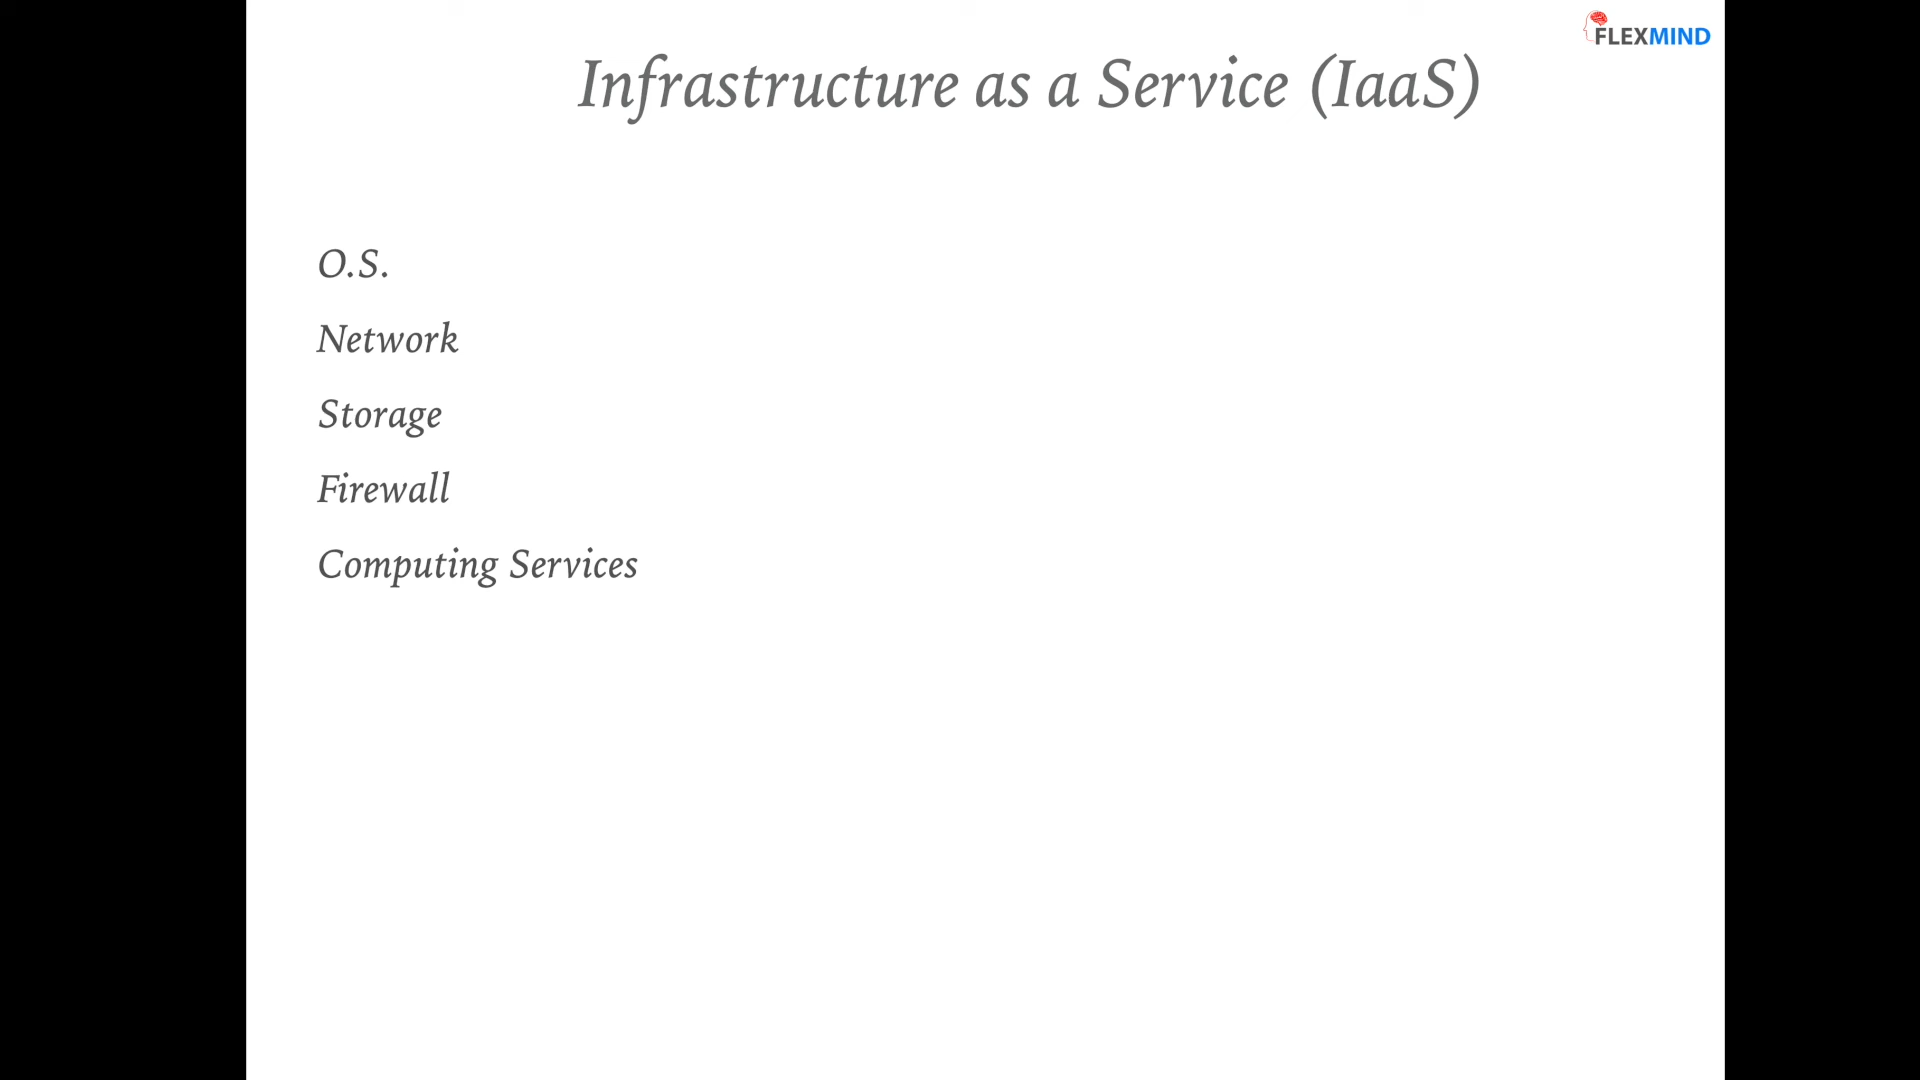 FLEXMIND
Infrastructure as a Service (IaaS)
O.S.
Network
Storage
Firewall
Computing Services